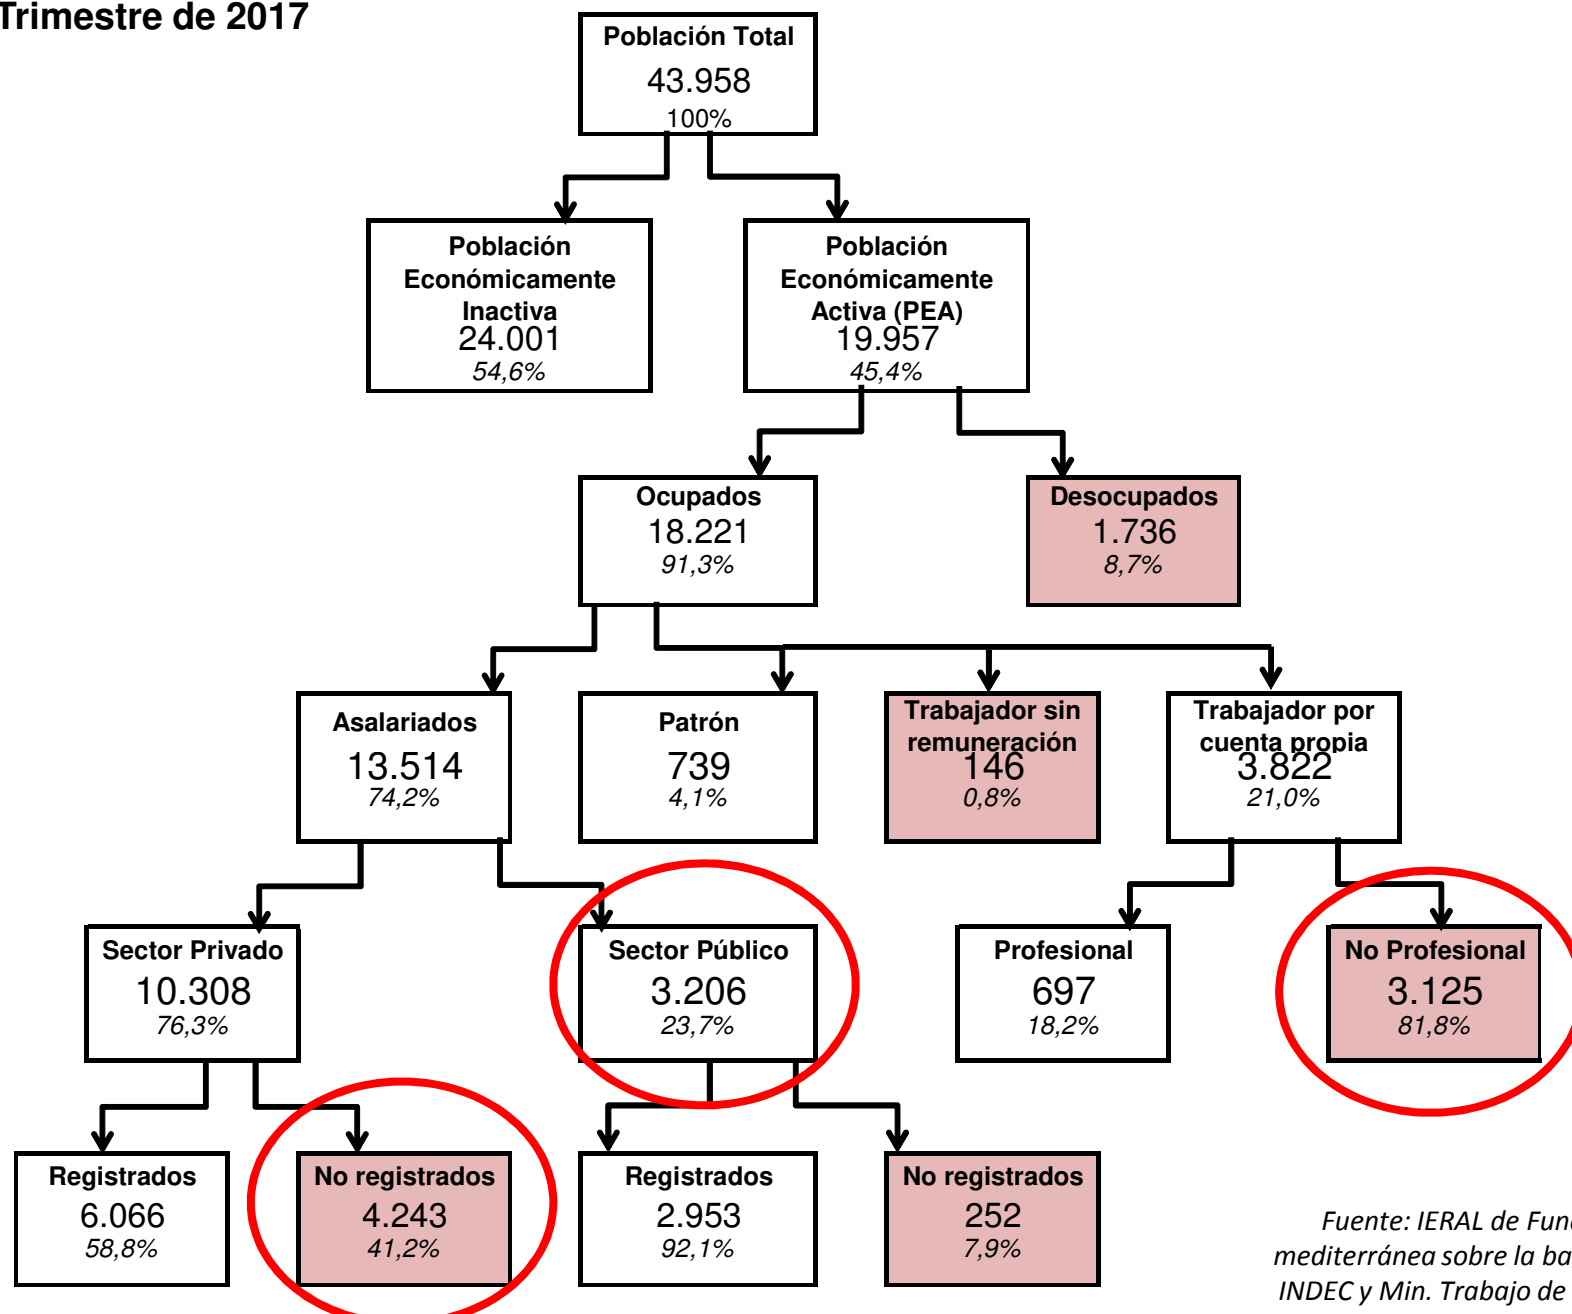 Trimestre de 2017
Población Total
43.958
100%
Población
Económicamente
Inactiva
24.001
54,6%
Población
Económicamente
Activa (PEA)
19.957
45,4%
Ocupados
18.221
91,3%
Desocupados
1.736
8,7%
Asalariados
13.514
74,2%
Patrón
739
4,1%
Trabajador sin
remuneración
146
0,8%
Trabajador por
cuenta propia
3.822
21,0%
Sector Privado
10.308
76,3%
Sector Público
3.206
23,7%
Profesional
697
18,2%
No Profesional
3.125
81,8%
Registrados
6.066
58,8%
No registrados
4.243
41,2%
Registrados
2.953
92,1%
No registrados
252
7,9%
Fuente: IERAL de
mediterránea sobre la
INDEC y Min. Trabajo de